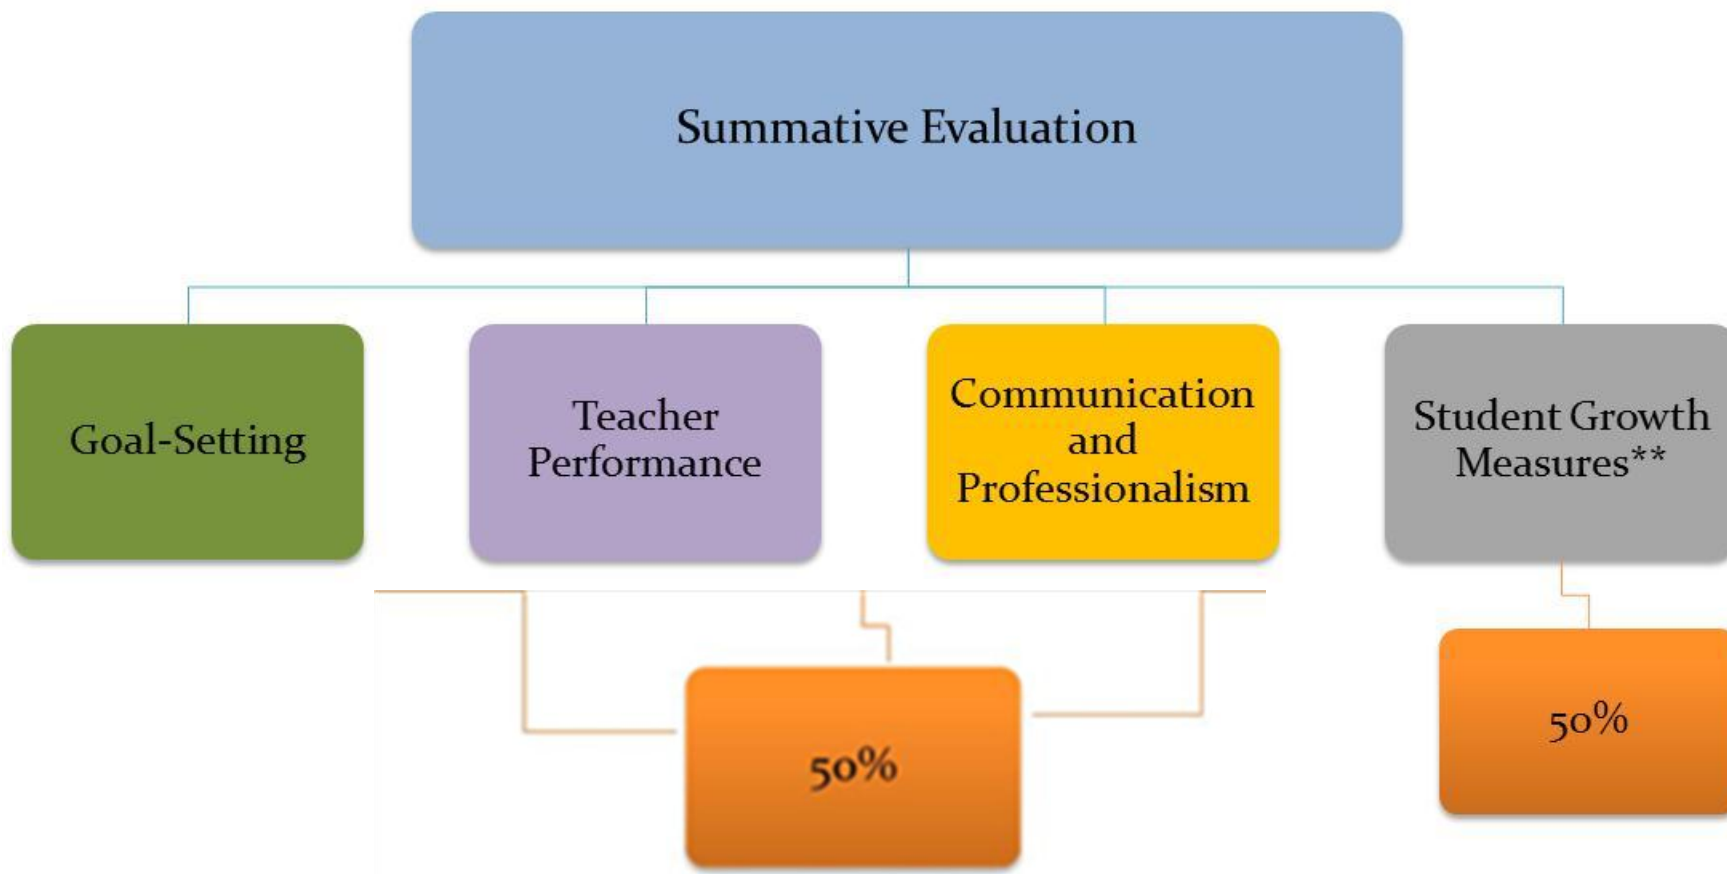 Summative Evaluation
Goal-Setting
Teacher
Performance
Communication
and
Professionalism
Student Growth
Measures**
50%
50%